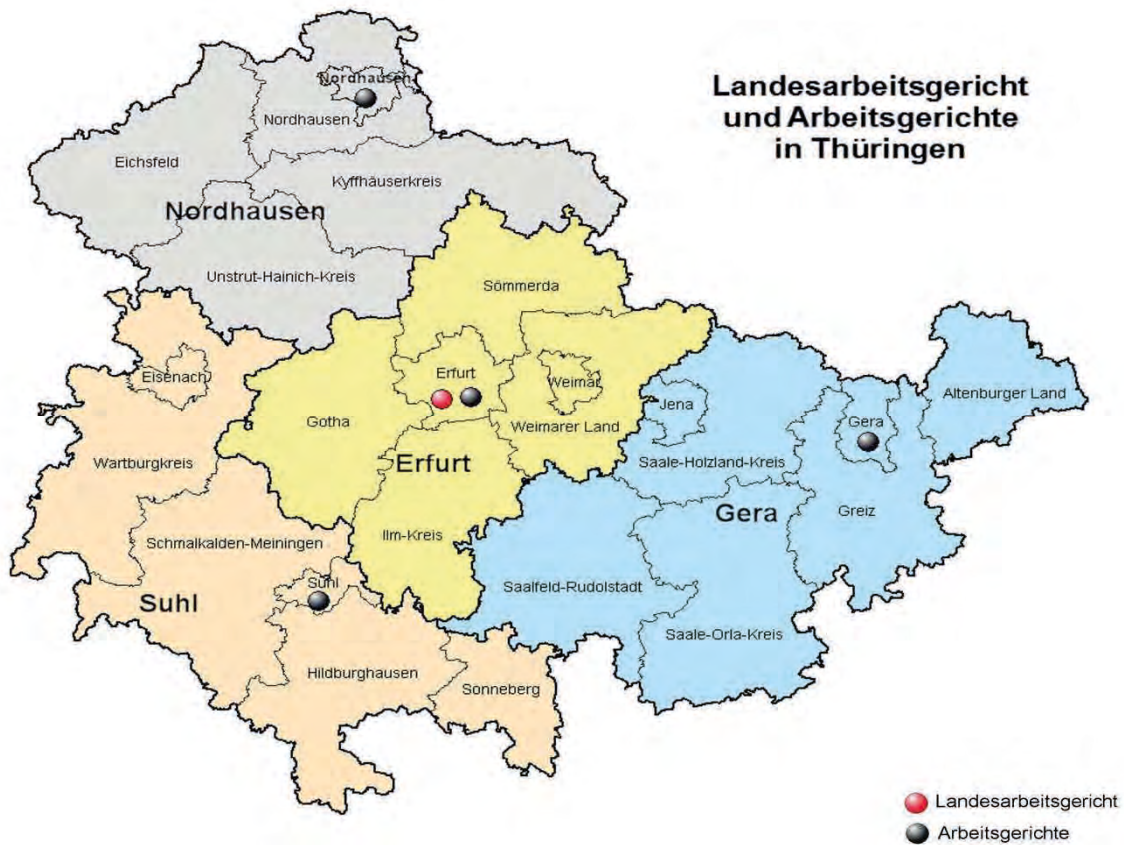 Landesarbeitsgericht
und Arbeitsgerichte
in Thüringen
Nordhausen
Nordhausen
Eichsfeld
Kyffhäuserkreis
Nordhausen
Unstrut-Hainich-Kreis
Sömmerda
Erfurt
Weimar
Eisenach
Gotha
Weimarer Land
Jena
Gera
Altenburger Land
Wartburgkreis
Erfurt
Saale-Holzland-Kreis
Gera
Greiz
Schmalkalden-Meiningen
Ilm-Kreis
Suhl
Saalfeld-Rudolstadt
Suhl
Saale-Orla-Kreis
Hildburghausen
Sonneberg
Landesarbeitsgericht
Arbeitsgerichte